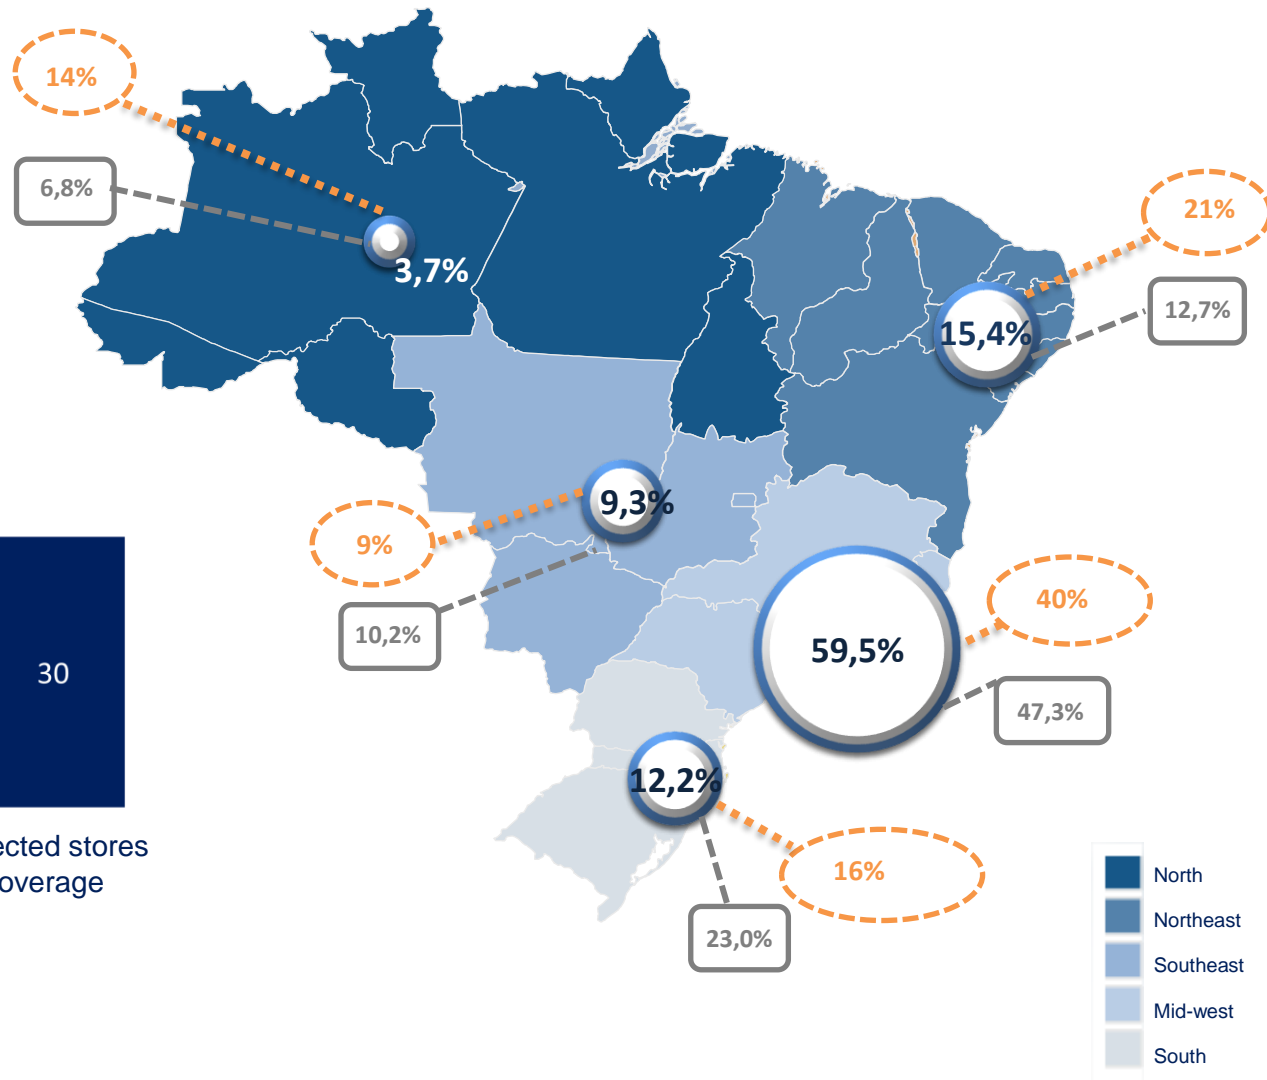 14%
6,8%
3,7%
21%
15,4%
12,7%
9,3%
9%
10,2%
40%
59,5%
47,3%
30
12,2%
ected stores
overage
16%
23,0%
North
Northeast
Southeast
Mid-west
South